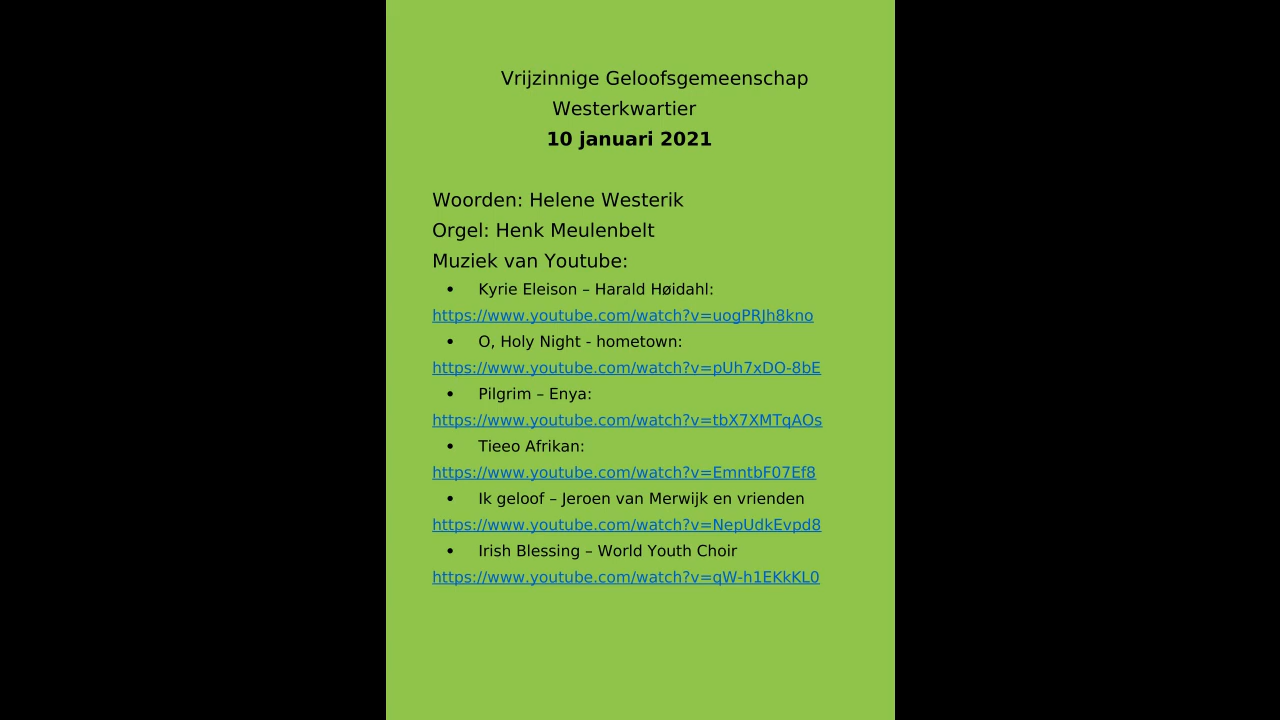 Vrijzinnige Geloofsgemeenschap
Westerkwartier
10 januari 2021
Woorden: Helene Westerik
Orgel: Henk Meulenbelt
Muziek van Youtube:
• Kyrie Eleison – Harald Høidahl:
https://www.youtube.com/watch?v=uogPRJh8kno
• O, Holy Night - hometown:
https://www.youtube.com/watch?v=pUh7xDO-8bE
• Pilgrim – Enya:
https://www.youtube.com/watch?v=tbX7XMTqAOs
• Tieeo Afrikan:
https://www.youtube.com/watch?v=EmntbF07Ef8
• Ik geloof – Jeroen van Merwijk en vrienden
https://www.youtube.com/watch?v=NepUdkEvpd8
• Irish Blessing – World Youth Choir
https://www.youtube.com/watch?v=qW-h1EKkKL0